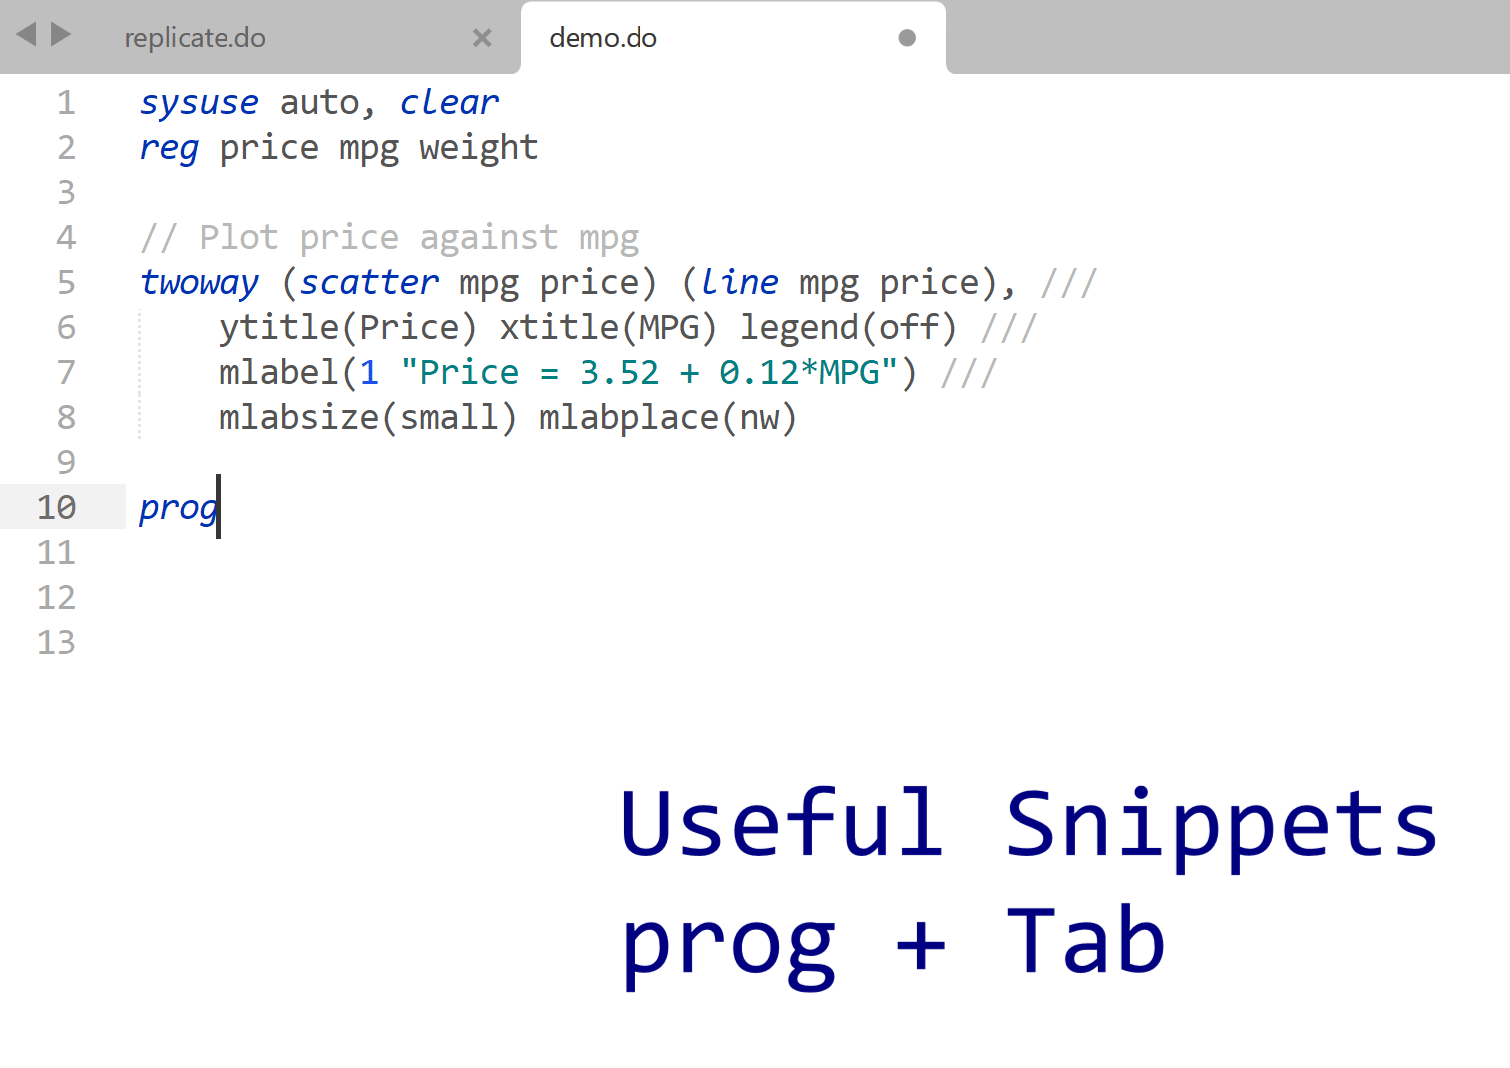 replicate.do × demo.do
1 sysuse auto, clear
2 reg price mpg weight
3
4 // Plot price against mpg
5 twoway (scatter mpg price) (line mpg price), ///
6     ytitle(Price) xtitle(MPG) legend(off) ///
7     mlabel(1 "Price = 3.52 + 0.12*MPG") ///
8     mlabsize(small) mlabplace(nw)
9
10 prog
11
12
13
Useful Snippets
prog + Tab